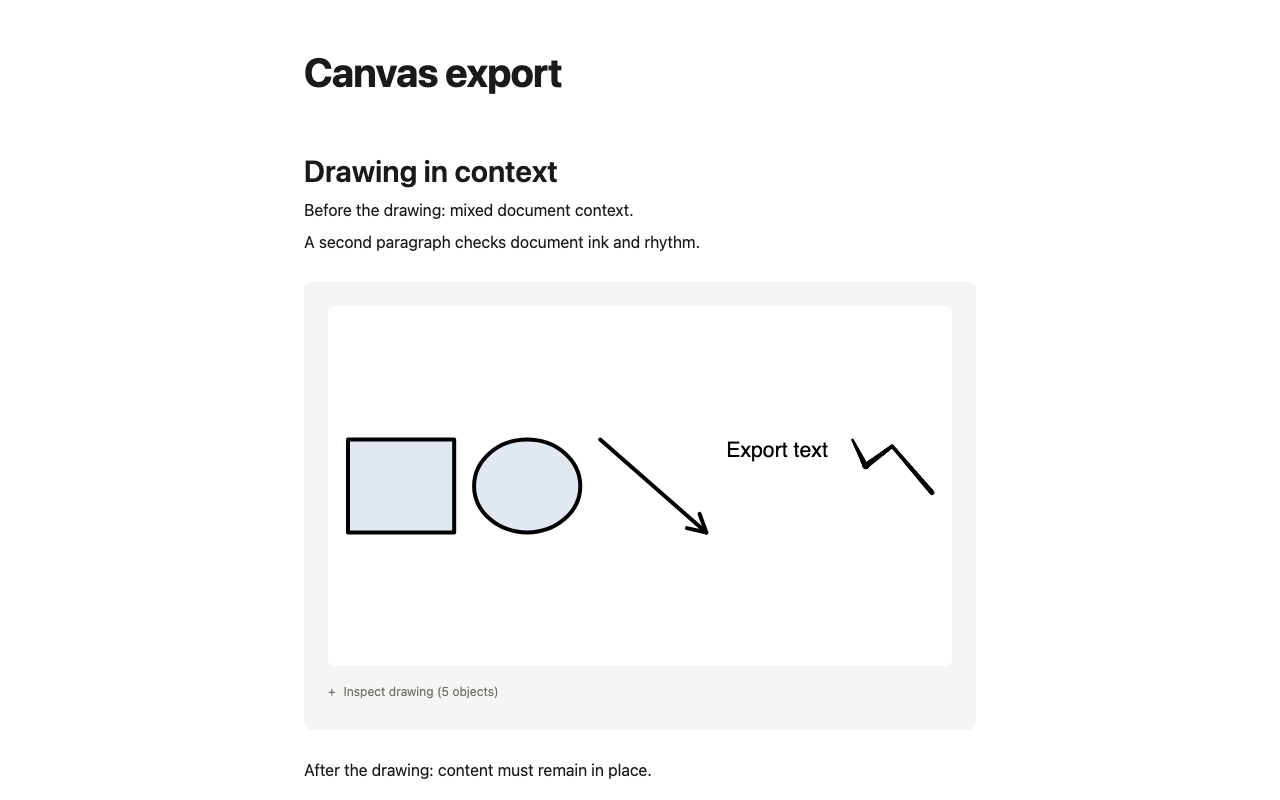 Canvas export
Drawing in context
Before the drawing: mixed document context.
A second paragraph checks document ink and rhythm.
Export text
+ Inspect drawing (5 objects)
After the drawing: content must remain in place.